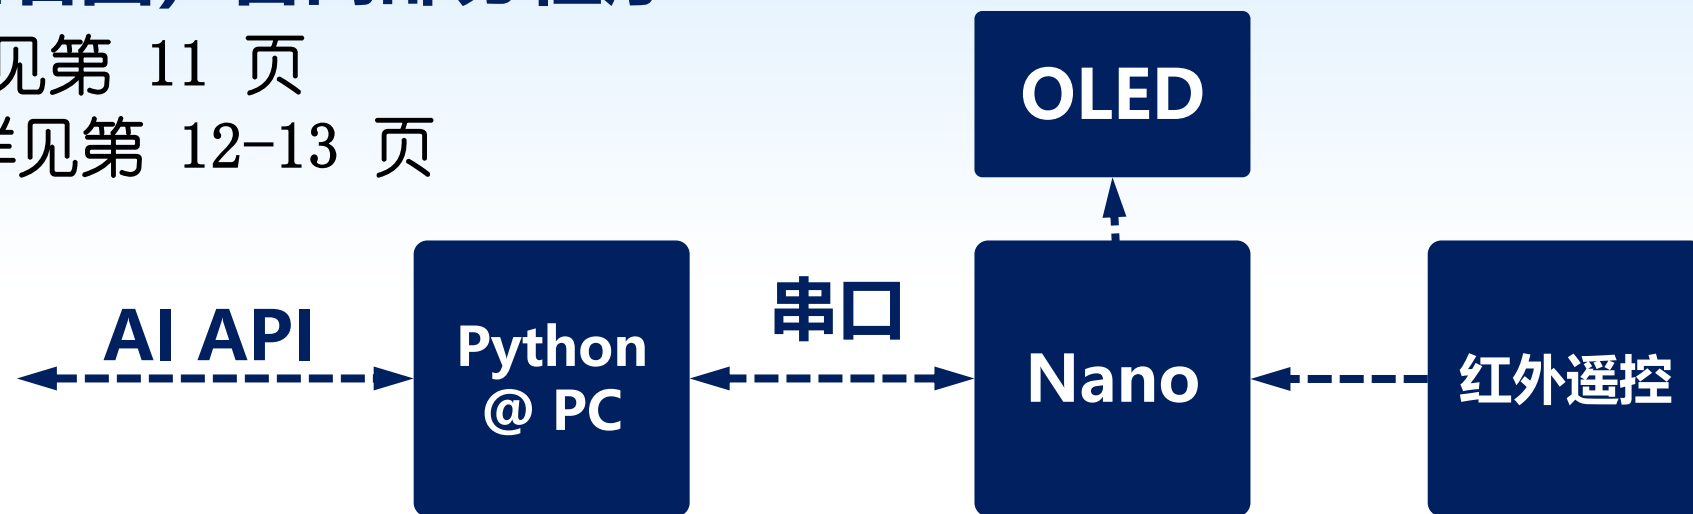 见第 11 页
详见第 12-13 页
OLED
AI API
Python
@ PC
串口
Nano
红外遥控